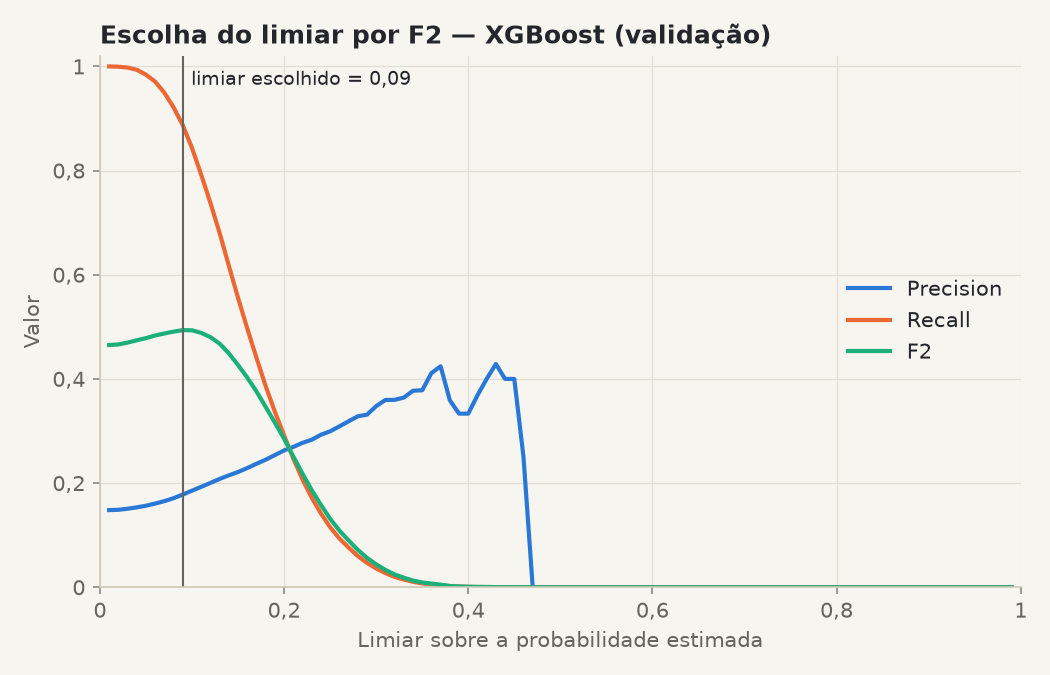 Escolha do limiar por F2 — XGBoost (validação)
limiar escolhido = 0,09
1
0,8
0,6
0,4
0,2
0
Valor
Precision
Recall
F2
0
0,2
0,4
0,6
0,8
1
Limiar sobre a probabilidade estimada